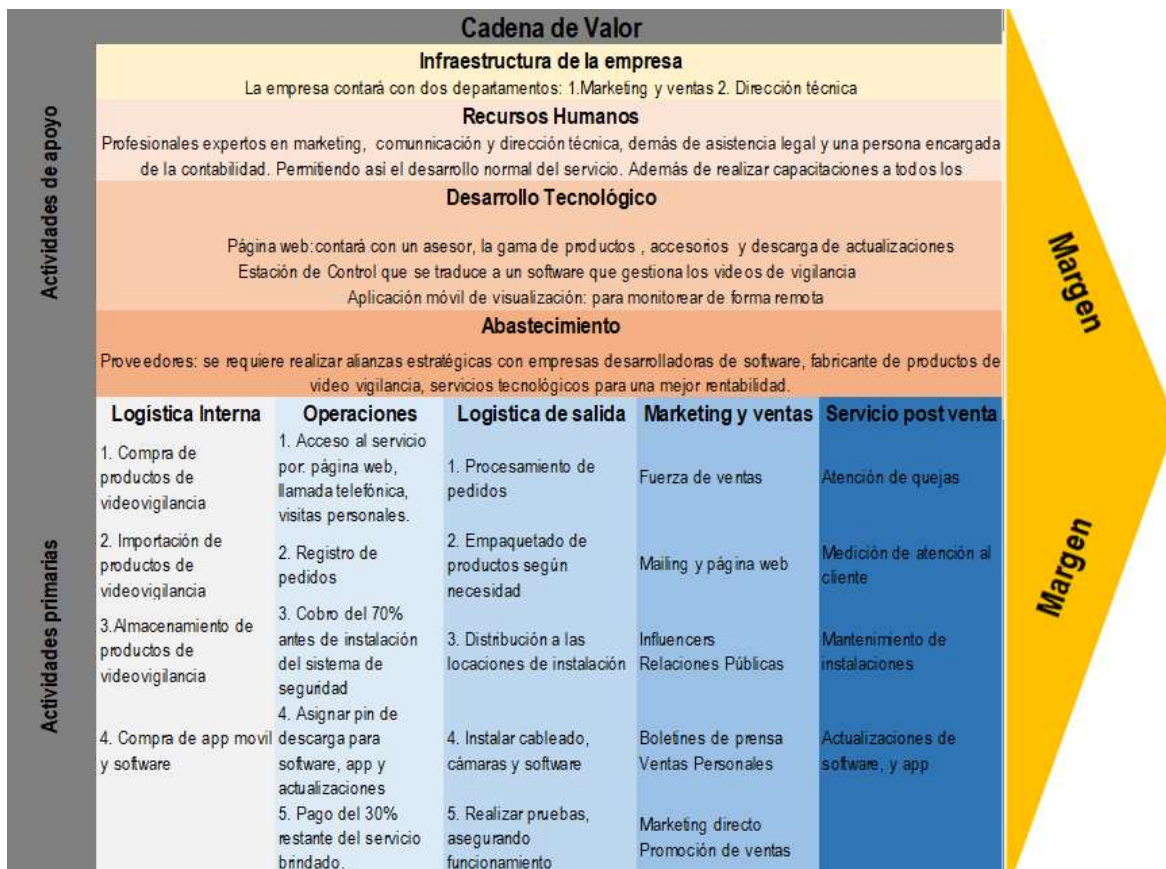 Cadena de Valor
Actividades de apoyo
Infraestructura de la empresa
La empresa contará con dos departamentos: 1.Marketing y ventas 2. Dirección técnica
Recursos Humanos
Profesionales expertos en marketing, comunnicación y dirección técnica, demás de asistencia legal y una persona encargada
de la contabilidad. Permitiendo así el desarrollo normal del servicio. Además de realizar capacitaciones a todos los
Desarrollo Tecnológico
Página web:contará con un asesor, la gama de productos , accesorios y descarga de actualizaciones
Estación de Control que se traduce a un software que gestiona los videos de vigilancia
Aplicación móvil de visualización: para monitorear de forma remota
Abastecimiento
Proveedores: se requiere realizar alianzas estratégicas con empresas desarrolladoras de software, fabricante de productos de
video vigilancia, servicios tecnológicos para una mejor rentabilidad.
Actividades primarias
Logística Interna
1. Compra de
productos de
videovigilancia
2. Importación de
productos de
videovigilancia
3.Almacenamiento de
productos de
videovigilancia
4. Compra de app movil
y software
Operaciones
1. Acceso al servicio
por: página web,
llamada telefónica,
visitas personales.
2. Registro de
pedidos
3. Cobro del 70%
antes de instalación
del sistema de
seguridad
4. Asignar pin de
descarga para
software, app y
actualizaciones
5. Pago del 30%
restante del servicio
brindado.
Logistica de salida
1. Procesamiento de
pedidos
2. Empaquetado de
productos según
necesidad
3. Distribución a las
locaciones de instalación
4. Instalar cableado,
cámaras y software
5. Realizar pruebas,
asegurando
funcionamiento
Marketing y ventas
Fuerza de ventas
Mailing y página web
Influencers
Relaciones Públicas
Boletines de prensa
Ventas Personales
Marketing directo
Promoción de ventas
Servicio post venta
Atención de quejas
Medición de atención al
cliente
Mantenimiento de
instalaciones
Actualizaciones de
software, y app
Margen
Margen